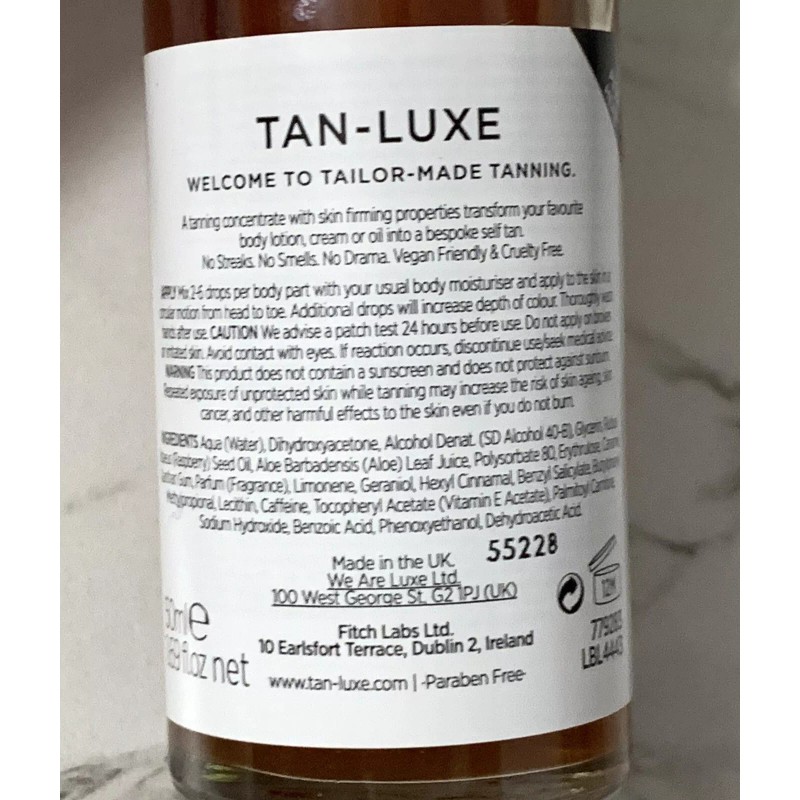 TAN-LUXE
WELCOME TO TAILOR-MADE TANNING.
A tanning concentrate with skin firming properties transform your favourite
body lotion, cream or oil into a bespoke self tan.
No Streaks. No Smells. No Drama. Vegan Friendly & Cruelty Free.
APPLY Mix 2-6 drops per body part with your usual body moisturiser and apply to the skin in a
circular motion from head to toe. Additional drops will increase depth of colour. Thoroughly wash
hands after use. CAUTION We advise a patch test 24 hours before use. Do not apply on broken
or irritated skin. Avoid contact with eyes. If reaction occurs, discontinue use/seek medical advice.
WARNING This product does not contain a sunscreen and does not protect against sunburn.
Repeated exposure of unprotected skin while tanning may increase the risk of skin ageing, skin
cancer, and other harmful effects to the skin even if you do not burn.
INGREDIENTS Aqua (Water), Dihydroxyacetone, Alcohol Denat. (SD Alcohol 40-B), Glycerin, Rubus
(Raspberry) Seed Oil, Aloe Barbadensis (Aloe) Leaf Juice, Polysorbate 80, Erythrulose,
Gum, Parfum (Fragrance), Limonene, Geraniol, Hexyl Cinnamal, Benzyl Salicylate, Butylphenyl
Methylpropional, Lecithin, Caffeine, Tocopheryl Acetate (Vitamin E Acetate), Palmitoyl Carnitine,
Sodium Hydroxide, Benzoic Acid, Phenoxyethanol, Dehydroacetic Acid.
55228
Made in the UK.
We Are Luxe Ltd.
100 West George St, G2 1PJ (UK)
12M
50ml e
1.69 fl.oz net
Fitch Labs Ltd.
10 Earlsfort Terrace, Dublin 2, Ireland
779283
LBL4443
www.tan-luxe.com | -Paraben Free-